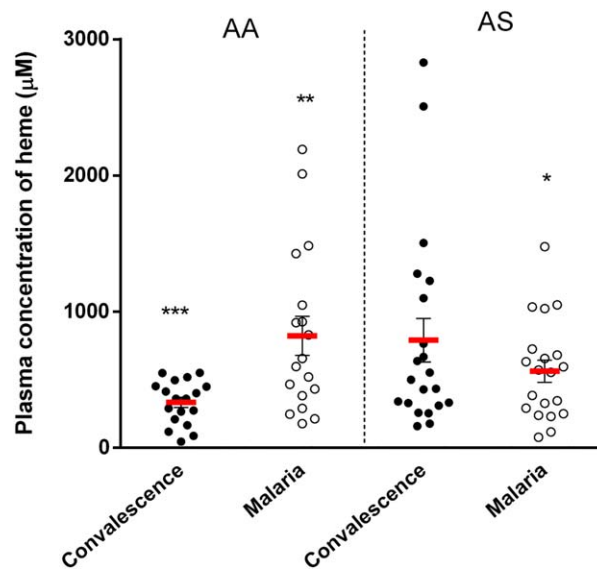 AA AS
Plasma concentration of heme (μM)
3000
2000
1000
0
***
**
*
Convalescence
Malaria
Convalescence
Malaria